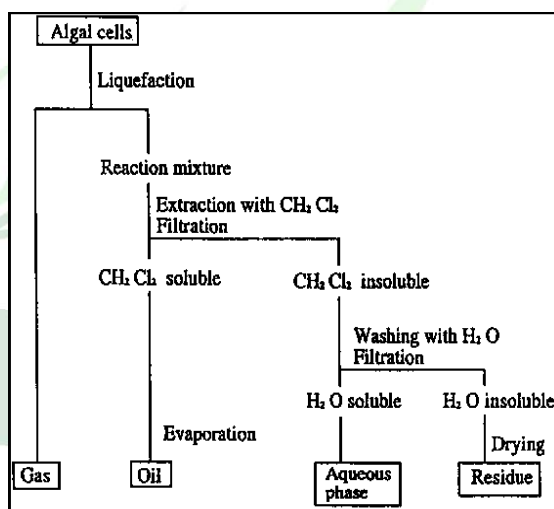 Algal cells
Liquefaction
Reaction mixture
Extraction with CH₂ Cl₂
Filtration
CH₂ Cl₂ soluble
CH₂ Cl₂ insoluble
Washing with H₂ O
Filtration
H₂ O soluble
H₂ O insoluble
Evaporation
Drying
Gas
Oil
Aqueous
phase
Residue